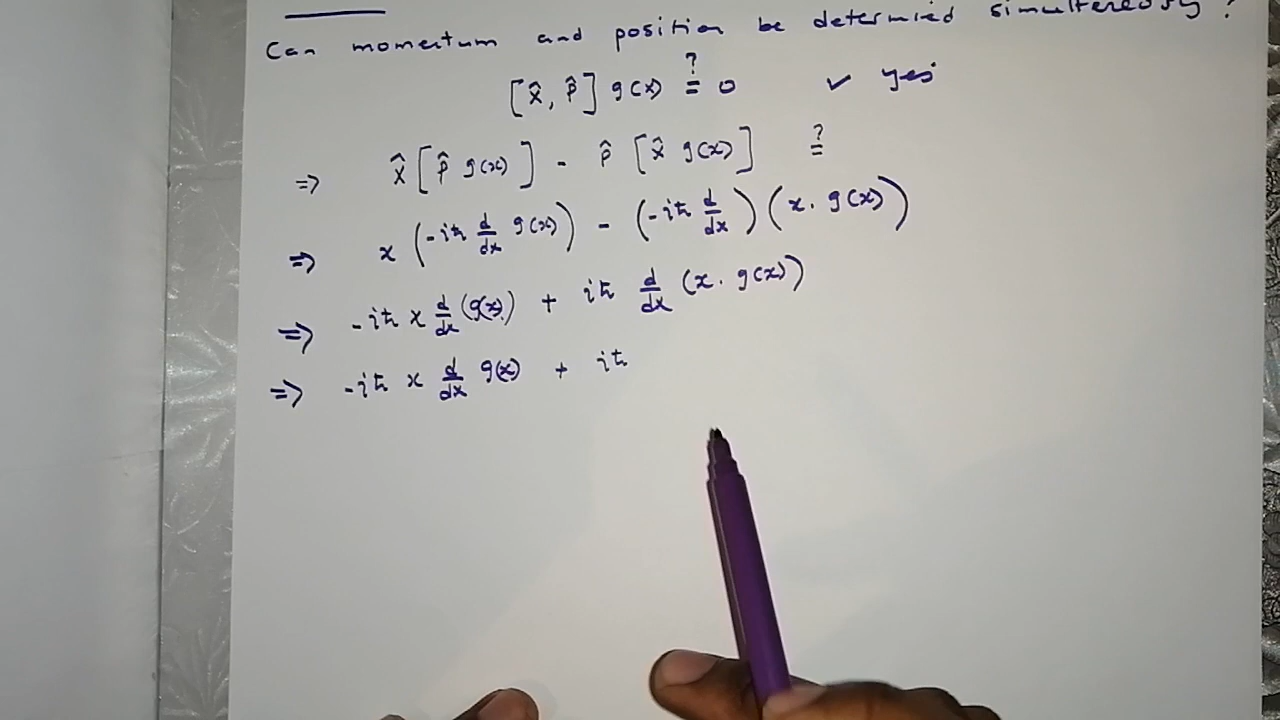 Can momentum and position be determined simultereously ?
[x̂, p̂] g(x) ?= 0 ✓ yes
=> x̂ [p̂ g(x)] - p̂ [x̂ g(x)] ?=
=> x (-iħ d/dx g(x)) - (-iħ d/dx) (x. g(x))
=> -iħ x d/dx (g(x)) + iħ d/dx (x. g(x))
=> -iħ x d/dx g(x) + iħ